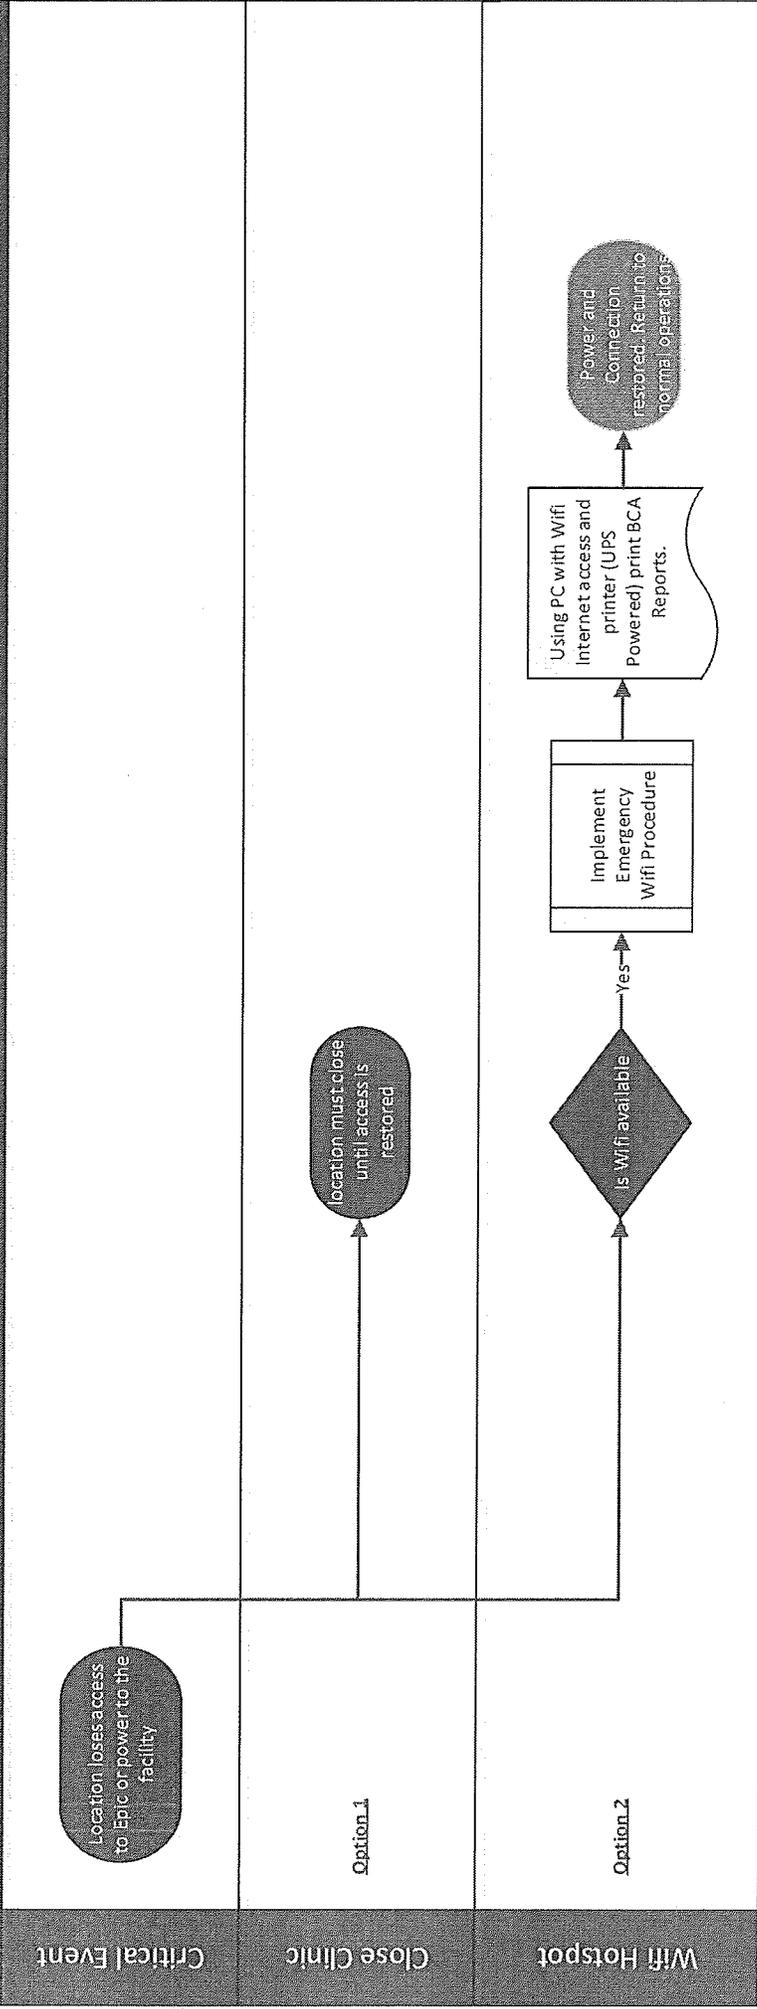 Critical Event
Location loses access
to Epic or power to the
facility
Close Clinic
Option 1
location must close
until access is
restored
Wifi Hotspot
Option 2
Is Wifi available
Yes
Implement
Emergency
Wifi Procedure
Using PC with Wifi
Internet access and
printer (UPS
Powered) print BCA
Reports.
Power and
Connection
restored. Return to
normal operations